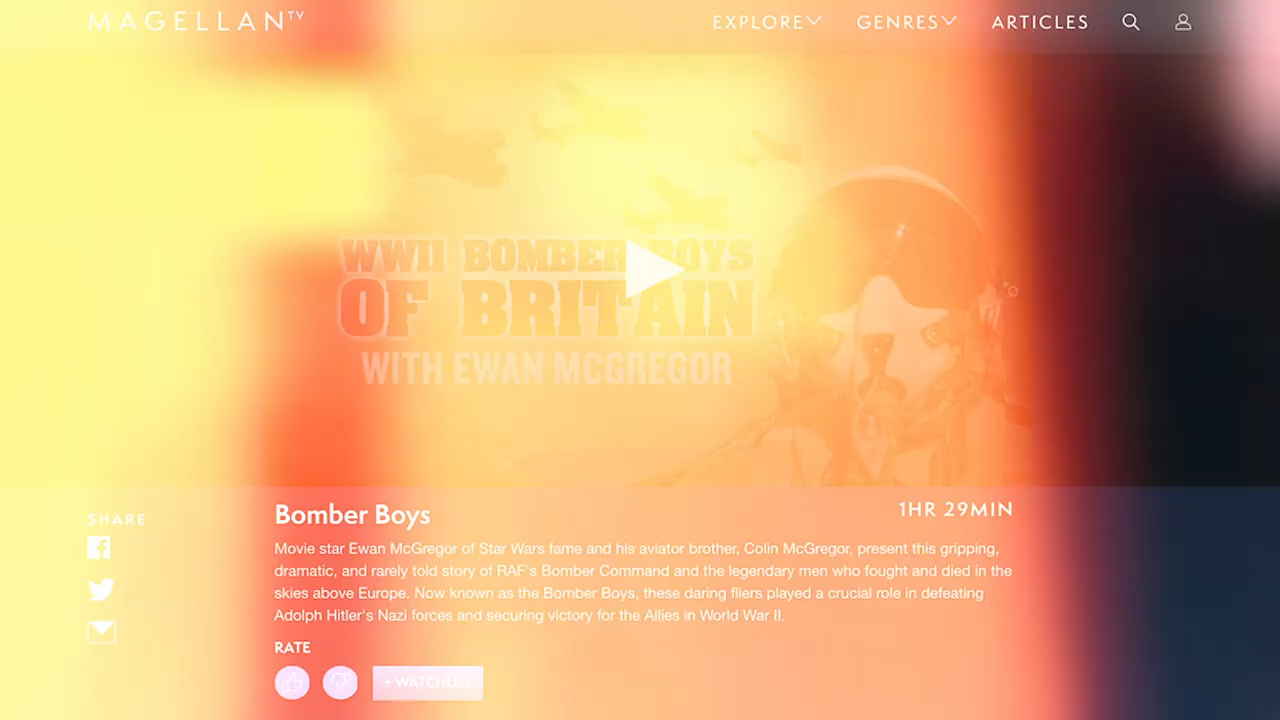 MAGELLANTV
EXPLORE
GENRES
ARTICLES
WWII BOMBER BOYS
OF BRITAIN
WITH EWAN MCGREGOR
SHARE
Bomber Boys
1HR 29MIN
Movie star Ewan McGregor of Star Wars fame and his aviator brother, Colin McGregor, present this gripping,
dramatic, and rarely told story of RAF's Bomber Command and the legendary men who fought and died in the
skies above Europe. Now known as the Bomber Boys, these daring fliers played a crucial role in defeating
Adolph Hitler's Nazi forces and securing victory for the Allies in World War II.
RATE
+ WATCHLIST